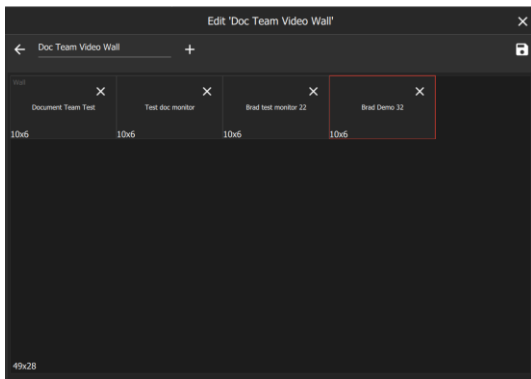 Edit 'Doc Team Video Wall'
Doc Team Video Wall
Wall
Document Team Test
10x6
Test doc monitor
10x6
Brad test monitor 22
10x6
Brad Demo 32
10x6
49x28